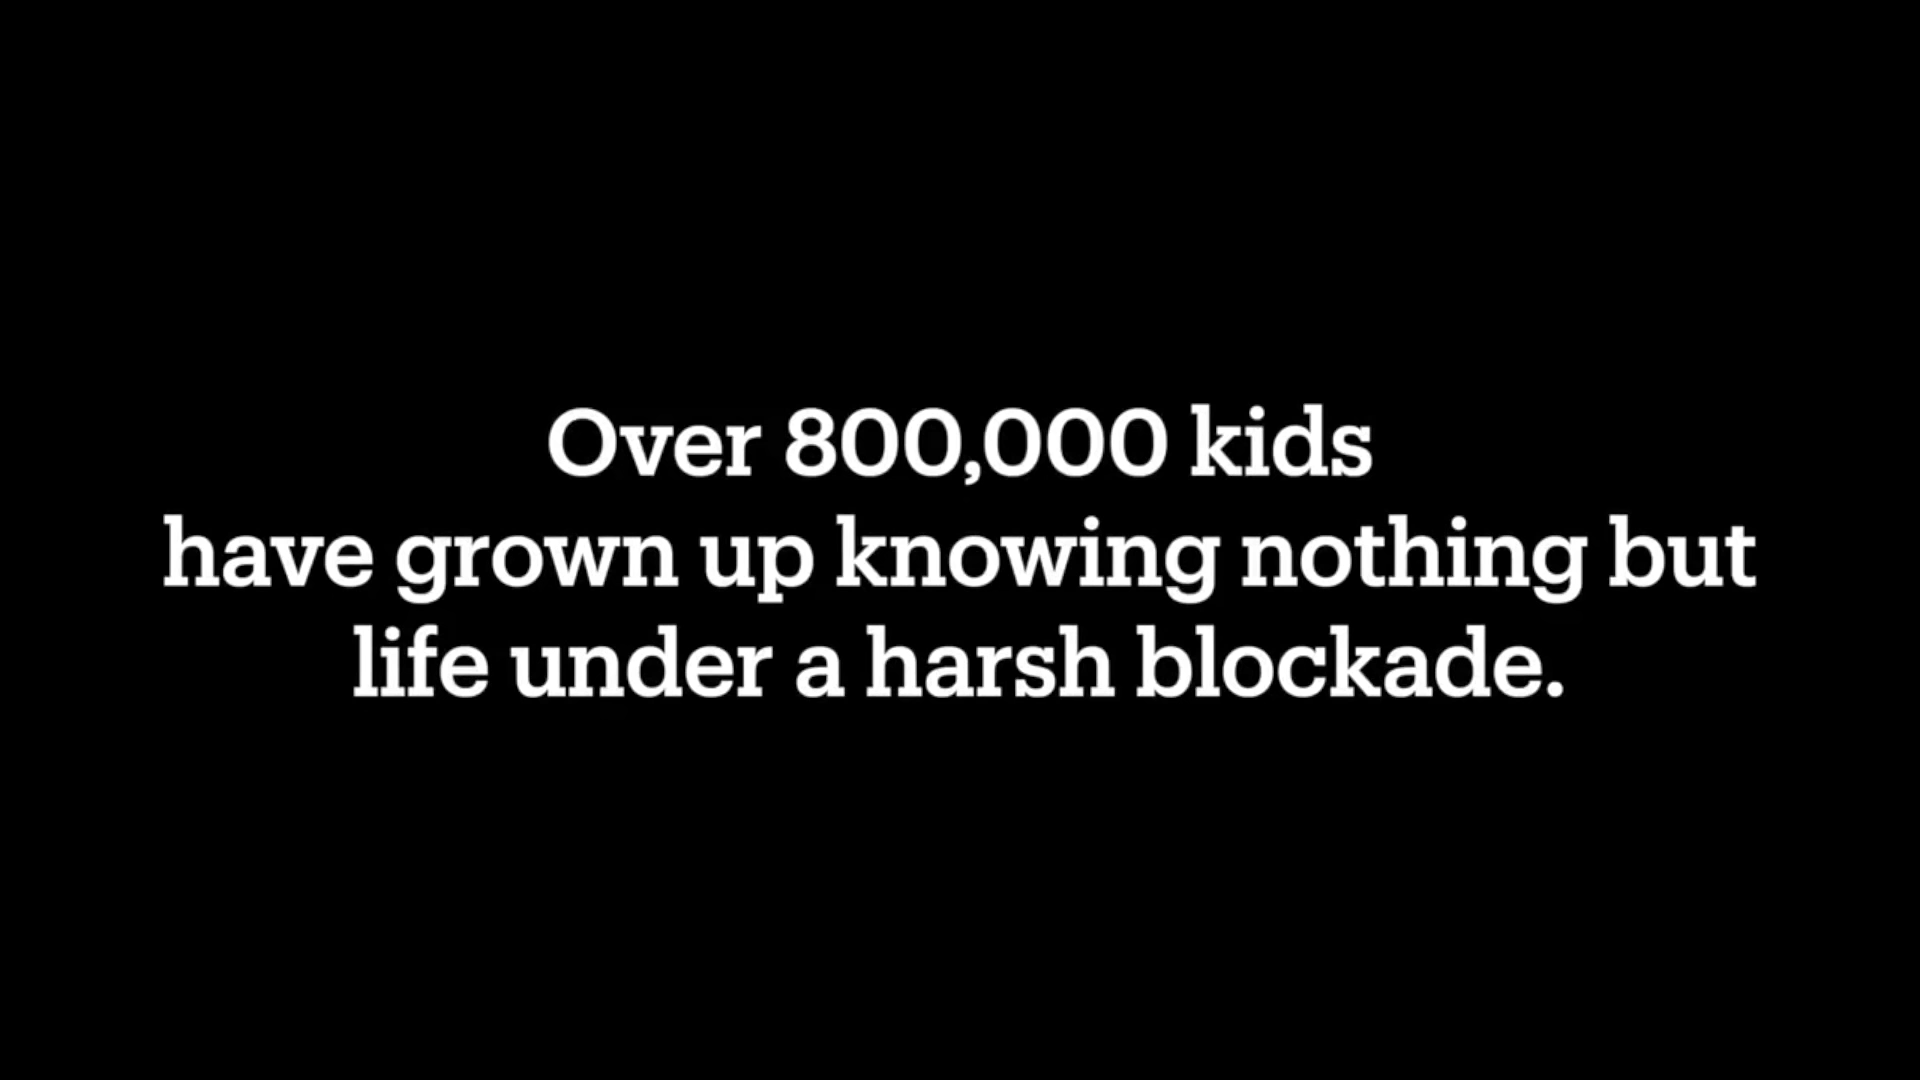 Over 800,000 kids
have grown up knowing nothing but
life under a harsh blockade.